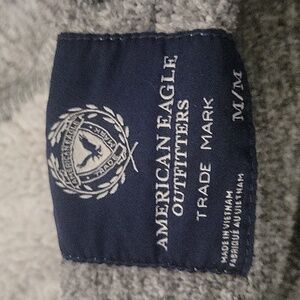 AMERICAN EAGLE
OUTFITTERS
TRADE MARK
M/M
MADE IN VIETNAM
FABRIQUÉ AU VIETNAM